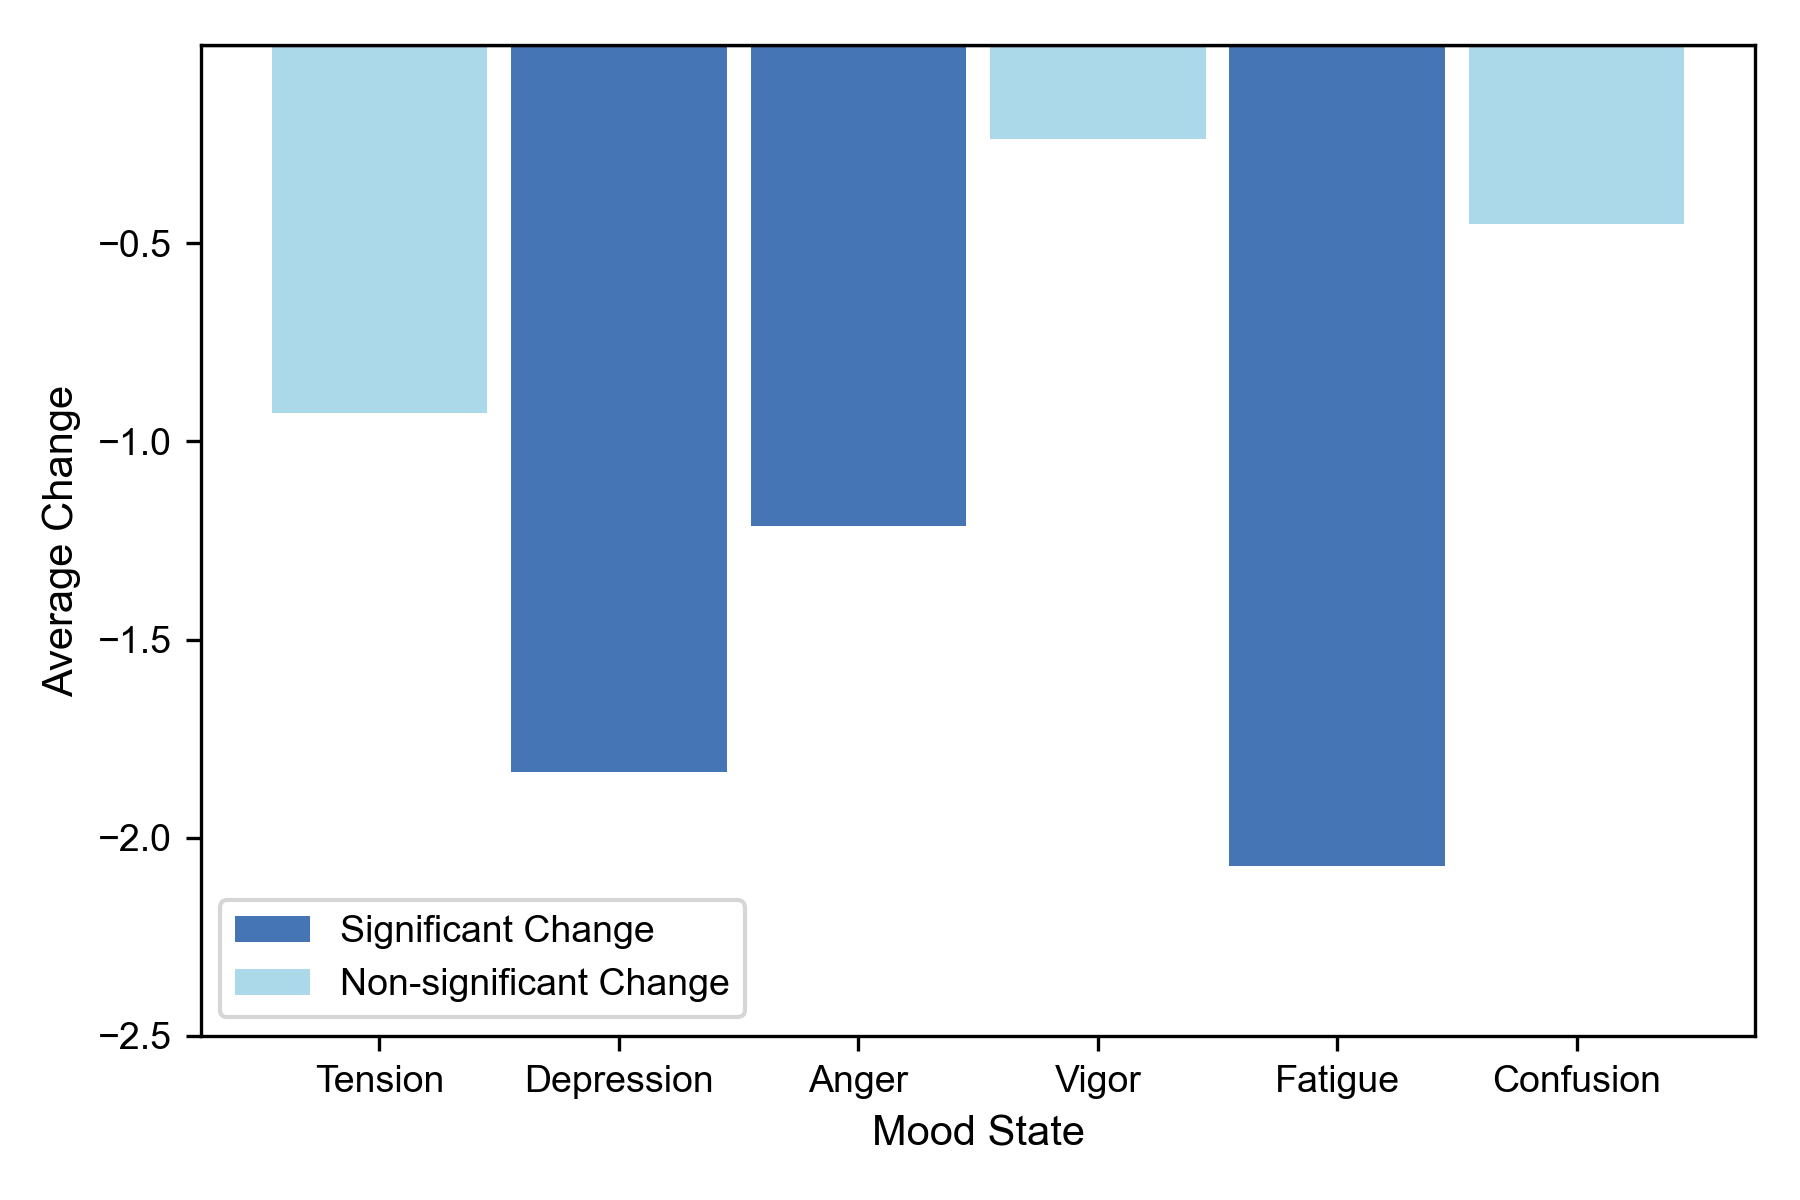 Average Change
−0.5
−1.0
−1.5
−2.0
−2.5
Significant Change
Non-significant Change
Tension
Depression
Anger
Vigor
Fatigue
Confusion
Mood State